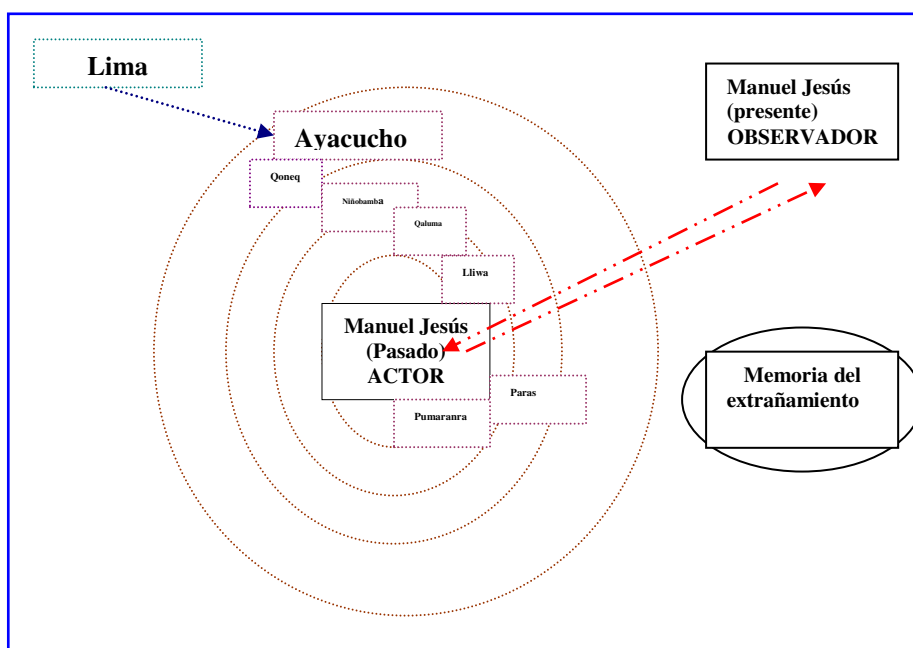 Lima
Manuel Jesús
(presente)
OBSERVADOR
Ayacucho
Qoneq
Niñobamba
Qaluma
Lliwa
Manuel Jesús
(Pasado)
ACTOR
Paras
Pumaranra
Memoria del
extrañamiento